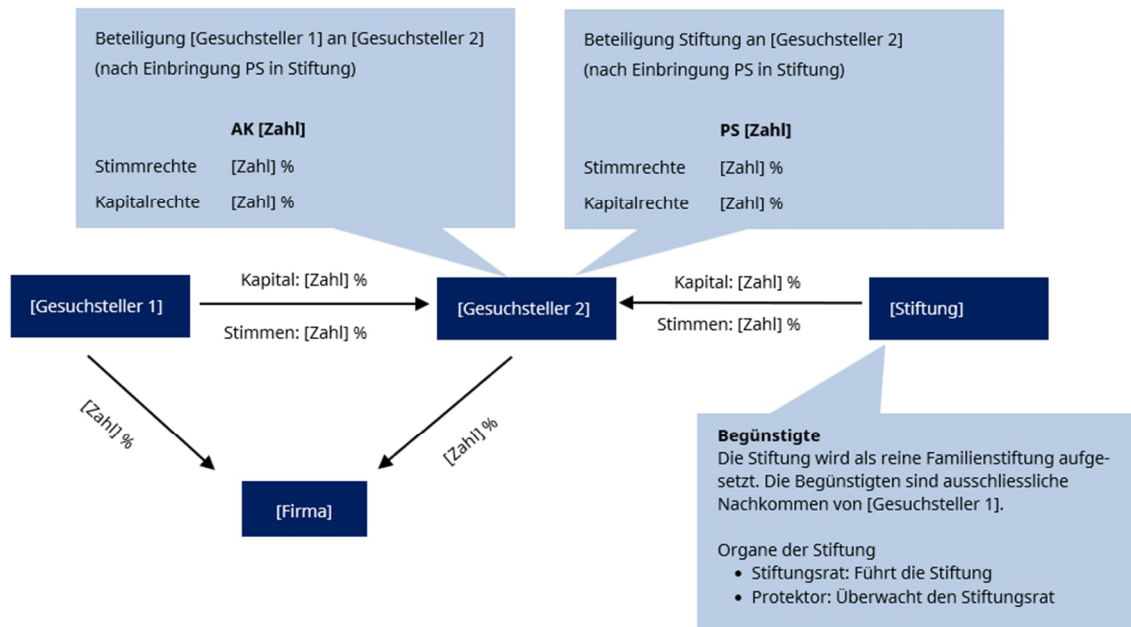 Beteiligung [Gesuchsteller 1] an [Gesuchsteller 2]
(nach Einbringung PS in Stiftung)
AK [Zahl]
Stimmrechte [Zahl] %
Kapitalrechte [Zahl] %
Beteiligung Stiftung an [Gesuchsteller 2]
(nach Einbringung PS in Stiftung)
PS [Zahl]
Stimmrechte [Zahl] %
Kapitalrechte [Zahl] %
[Gesuchsteller 1]
Kapital: [Zahl] %
Stimmen: [Zahl] %
[Gesuchsteller 2]
Kapital: [Zahl] %
Stimmen: [Zahl] %
[Stiftung]
[Zahl] %
[Zahl] %
[Firma]
Begünstigte
Die Stiftung wird als reine Familienstiftung aufge-
setzt. Die Begünstigten sind ausschliessliche
Nachkommen von [Gesuchsteller 1].
Organe der Stiftung
• Stiftungsrat: Führt die Stiftung
• Protektor: Überwacht den Stiftungsrat